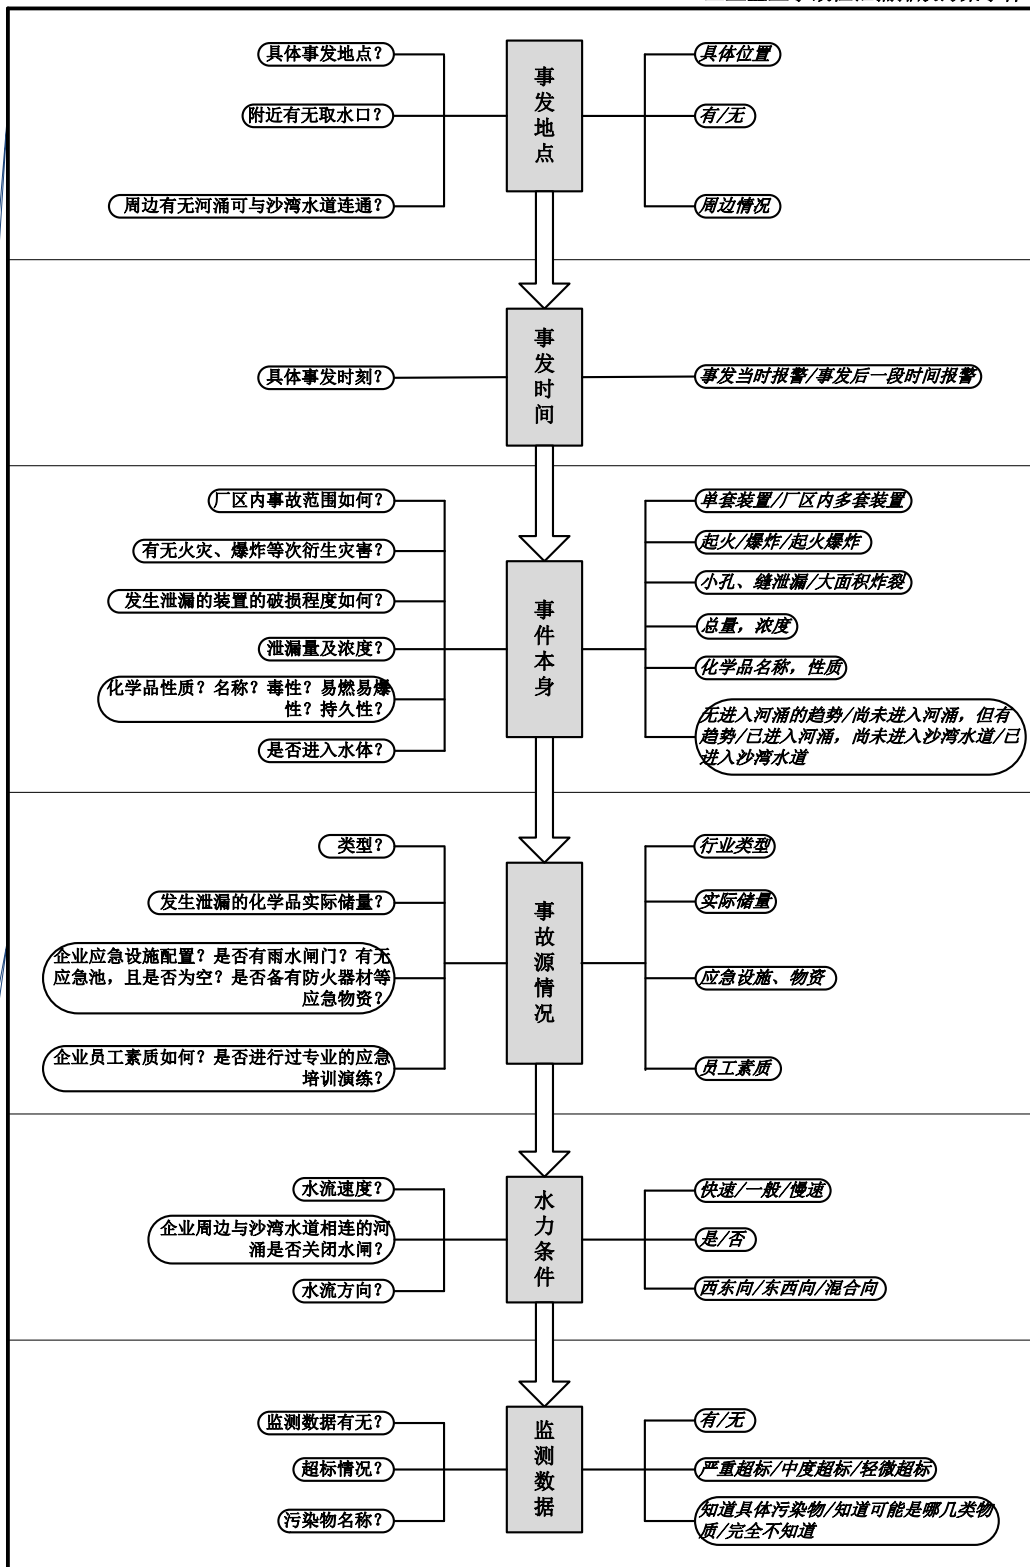 具体事发地点？
附近有无取水口？
周边有无河涌可与沙湾水道连通？
事发地点
具体位置
有/无
周边情况
具体事发时刻？
事发时间
事发当时报警/事发后一段时间报警
厂区内事故范围如何？
有无火灾、爆炸等次衍生灾害？
发生泄漏的装置的破损程度如何？
泄漏量及浓度？
化学品性质？名称？毒性？易燃易爆
性？持久性？
是否进入水体？
事件本身
单套装置/厂区内多套装置
起火/爆炸/起火爆炸
小孔、缝泄漏/大面积炸裂
总量，浓度
化学品名称，性质
无进入河涌的趋势/尚未进入河涌，但有
趋势/已进入河涌，尚未进入沙湾水道/已
进入沙湾水道
类型？
发生泄漏的化学品实际储量？
企业应急设施配置？是否有雨水闸门？有无
应急池，且是否为空？是否备有防火器材等
应急物资？
企业员工素质如何？是否进行过专业的应急
培训演练？
事故源情况
行业类型
实际储量
应急设施、物资
员工素质
水流速度？
企业周边与沙湾水道相连的河
涌是否关闭水闸？
水流方向？
水力条件
快速/一般/慢速
是/否
西东向/东西向/混合向
监测数据有无？
超标情况？
污染物名称？
监测数据
有/无
严重超标/中度超标/轻微超标
知道具体污染物/知道可能是哪几类物
质/完全不知道